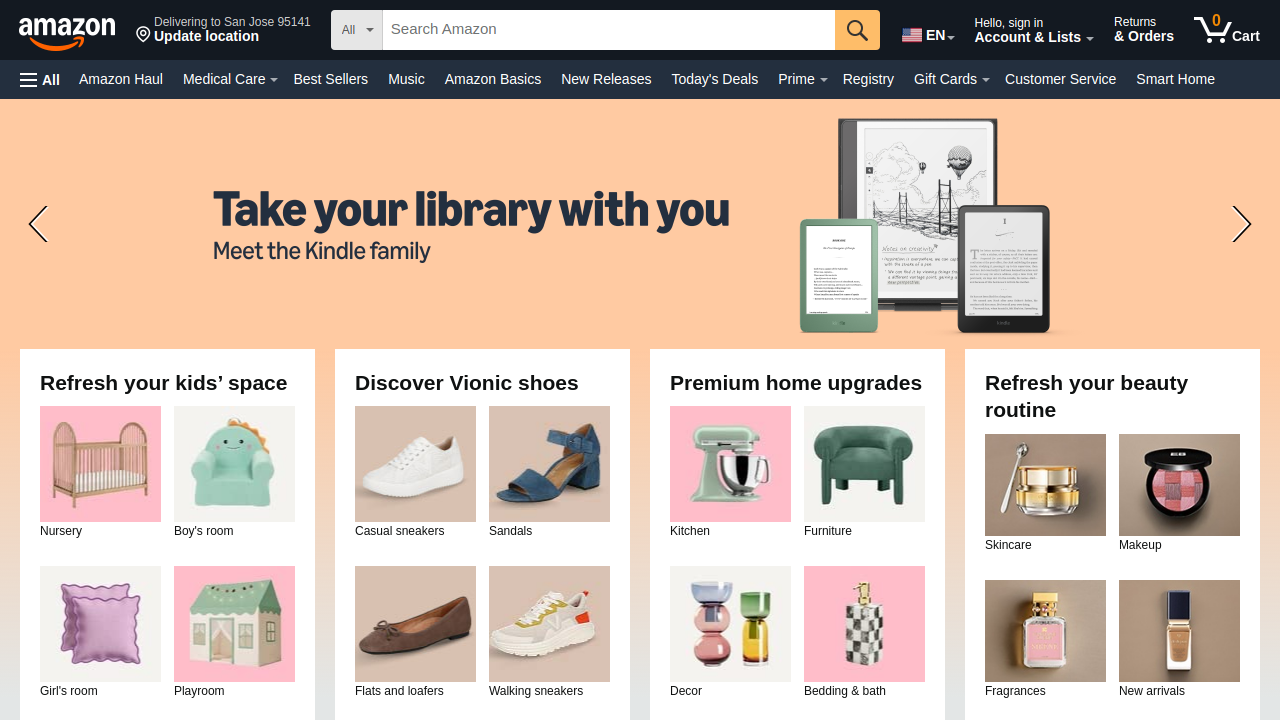 amazon
Delivering to San Jose 95141
Update location
All
Search Amazon
EN
Hello, sign in
Account & Lists
Returns
& Orders
0
Cart
All
Amazon Haul
Medical Care
Best Sellers
Music
Amazon Basics
New Releases
Today's Deals
Prime
Registry
Gift Cards
Customer Service
Smart Home
Take your library with you
Meet the Kindle family
Notes on creativity
Refresh your kids’ space
Nursery
Boy's room
Girl's room
Playroom
Discover Vionic shoes
Casual sneakers
Sandals
Flats and loafers
Walking sneakers
Premium home upgrades
Kitchen
Furniture
Decor
Bedding & bath
Refresh your beauty
routine
Skincare
Makeup
Fragrances
New arrivals